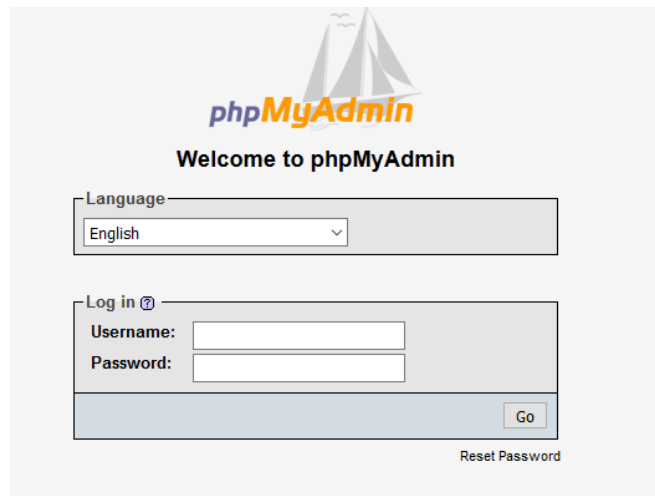 phpMyAdmin
Welcome to phpMyAdmin
Language
English
Log in ?
Username:
Password:
Go
Reset Password